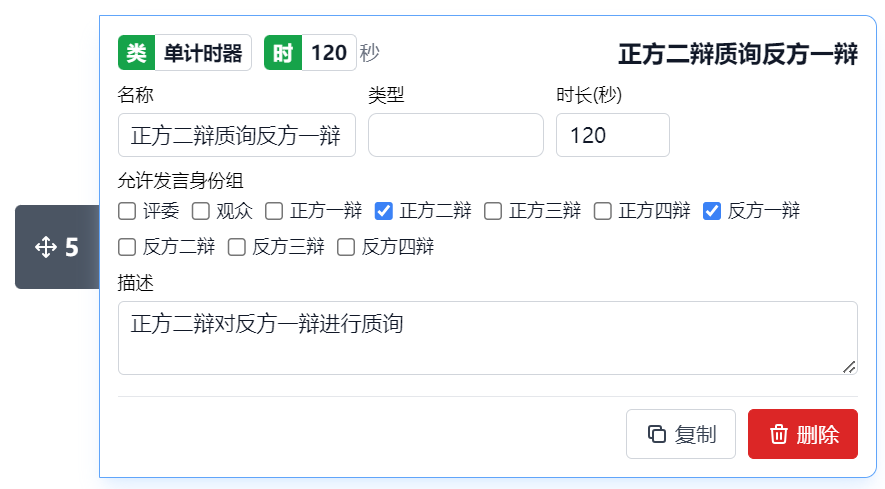 类 单计时器 时 120 秒 正方二辩质询反方一辩
名称 类型 时长(秒)
正方二辩质询反方一辩 120
允许发言身份组
评委 观众 正方一辩 正方二辩 正方三辩 正方四辩 反方一辩
5
反方二辩 反方三辩 反方四辩
描述
正方二辩对反方一辩进行质询
复制 删除